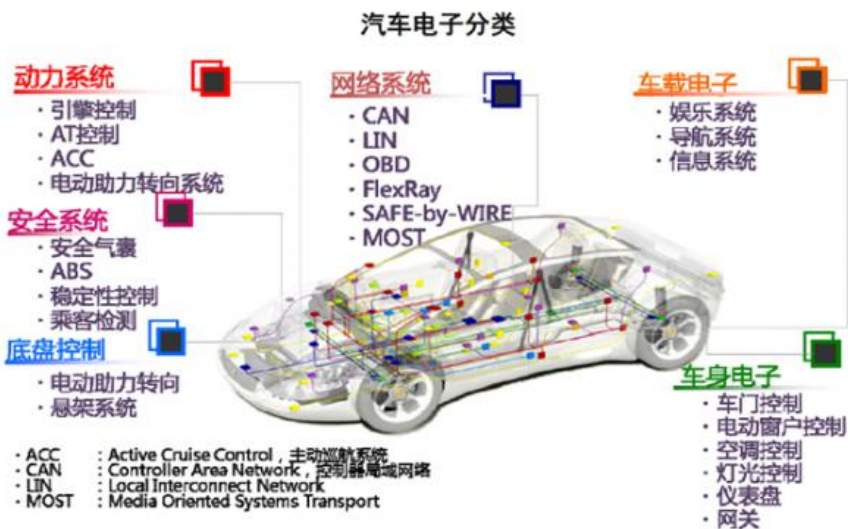 汽车电子分类
动力系统
· 引擎控制
· AT控制
· ACC
· 电动助力转向系统
安全系统
· 安全气囊
· ABS
· 稳定性控制
· 乘客检测
底盘控制
· 电动助力转向
· 悬架系统
网络系统
· CAN
· LIN
· OBD
· FlexRay
· SAFE-by-WIRE
· MOST
车载电子
· 娱乐系统
· 导航系统
· 信息系统
车身电子
· 车门控制
· 电动窗户控制
· 空调控制
· 灯光控制
· 仪表盘
· 网关
· ACC : Active Cruise Control , 主动巡航系统
· CAN : Controller Area Network , 控制器局域网络
· LIN : Local Interconnect Network
· MOST : Media Oriented Systems Transport